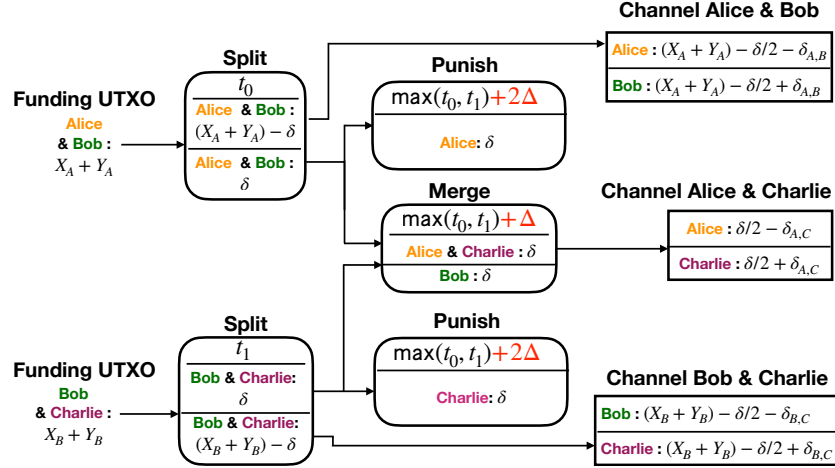 Channel Alice & Bob
Split
Punish
Alice : (X_A + Y_A) − δ/2 − δ_{A,B}
Bob : (X_A + Y_A) − δ/2 + δ_{A,B}
t_0
Alice & Bob :
(X_A + Y_A) − δ
Alice & Bob :
δ
Funding UTXO
Alice
& Bob :
X_A + Y_A
max(t_0, t_1)+2Δ
Alice: δ
Merge
Channel Alice & Charlie
max(t_0, t_1)+Δ
Alice & Charlie : δ
Bob : δ
Alice : δ/2 − δ_{A,C}
Charlie : δ/2 + δ_{A,C}
Split
Punish
t_1
Bob & Charlie:
δ
Bob & Charlie:
(X_B + Y_B) − δ
Funding UTXO
Bob
& Charlie :
X_B + Y_B
max(t_0, t_1)+2Δ
Charlie: δ
Channel Bob & Charlie
Bob : (X_B + Y_B) − δ/2 − δ_{B,C}
Charlie : (X_B + Y_B) − δ/2 + δ_{B,C}